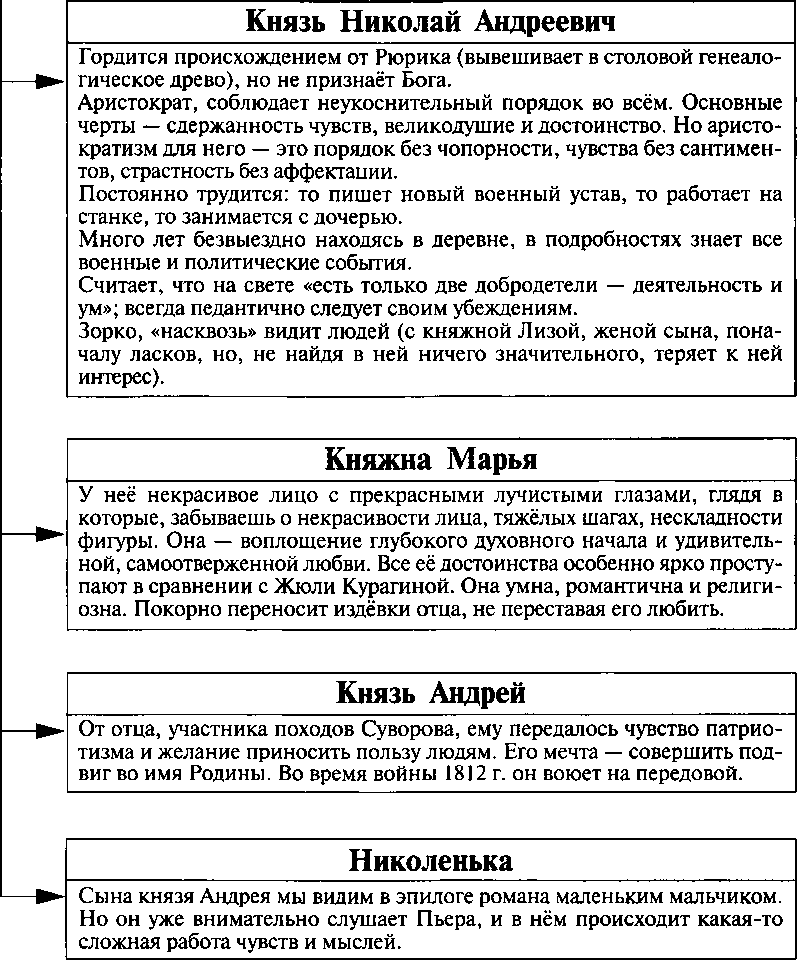 Князь Николай Андреевич
Гордится происхождением от Рюрика (вывешивает в столовой генеало-
гическое древо), но не признаёт Бога.
Аристократ, соблюдает неукоснительный порядок во всём. Основные
черты — сдержанность чувств, великодушие и достоинство. Но аристо-
кратизм для него — это порядок без чопорности, чувства без сантимен-
тов, страстность без аффектации.
Постоянно трудится: то пишет новый военный устав, то работает на
станке, то занимается с дочерью.
Много лет безвыездно находясь в деревне, в подробностях знает все
военные и политические события.
Считает, что на свете «есть только две добродетели — деятельность и
ум»; всегда педантично следует своим убеждениям.
Зорко, «насквозь» видит людей (с княжной Лизой, женой сына, пона-
чалу ласков, но, не найдя в ней ничего значительного, теряет к ней
интерес).
Княжна Марья
У неё некрасивое лицо с прекрасными лучистыми глазами, глядя в
которые, забываешь о некрасивости лица, тяжёлых шагах, нескладности
фигуры. Она — воплощение глубокого духовного начала и удивитель-
ной, самоотверженной любви. Все её достоинства особенно ярко просту-
пают в сравнении с Жюли Курагиной. Она умна, романтична и религи-
озна. Покорно переносит издёвки отца, не переставая его любить.
Князь Андрей
От отца, участника походов Суворова, ему передалось чувство патрио-
тизма и желание приносить пользу людям. Его мечта — совершить под-
виг во имя Родины. Во время войны 1812 г. он воюет на передовой.
Николенька
Сына князя Андрея мы видим в эпилоге романа маленьким мальчиком.
Но он уже внимательно слушает Пьера, и в нём происходит какая-то
сложная работа чувств и мыслей.